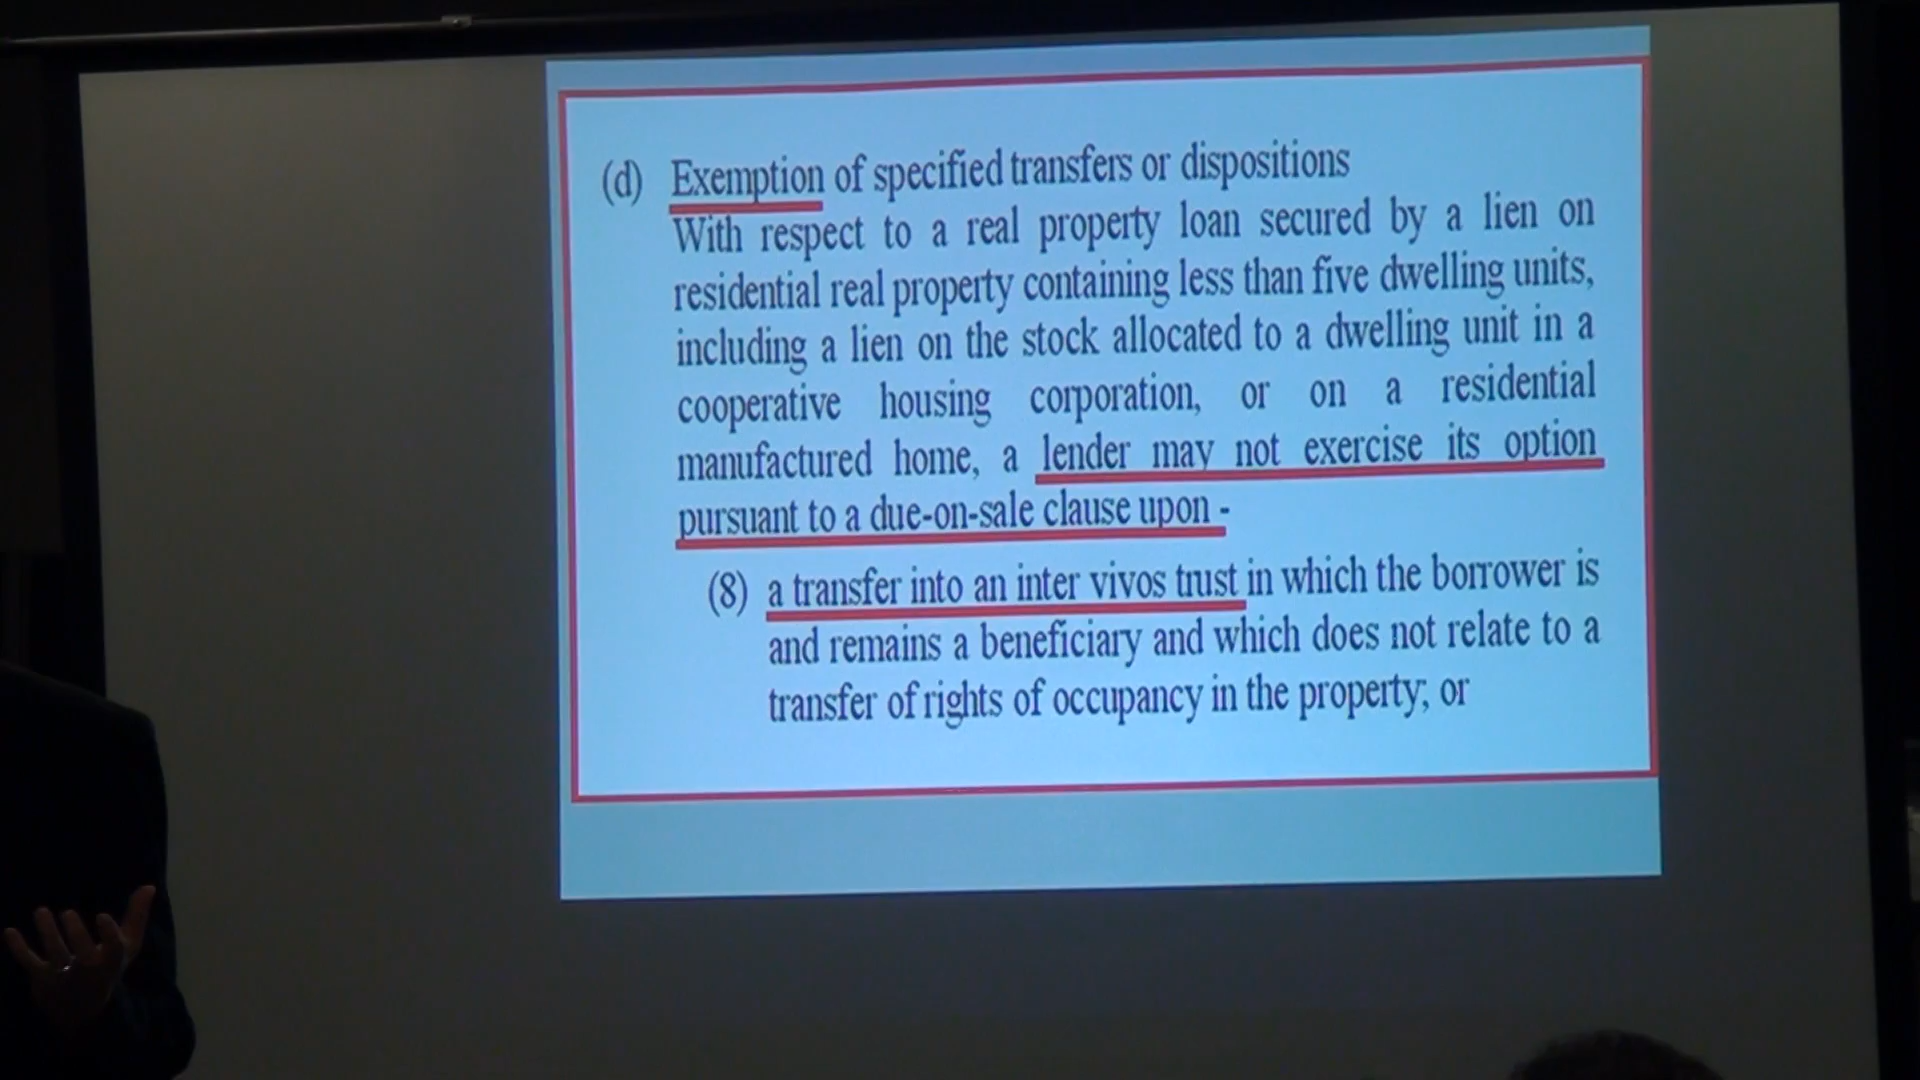 (d) Exemption of specified transfers or dispositions
With respect to a real property loan secured by a lien on
residential real property containing less than five dwelling units,
including a lien on the stock allocated to a dwelling unit in a
cooperative housing corporation, or on a residential
manufactured home, a lender may not exercise its option
pursuant to a due-on-sale clause upon -
(8) a transfer into an inter vivos trust in which the borrower is
and remains a beneficiary and which does not relate to a
transfer of rights of occupancy in the property; or